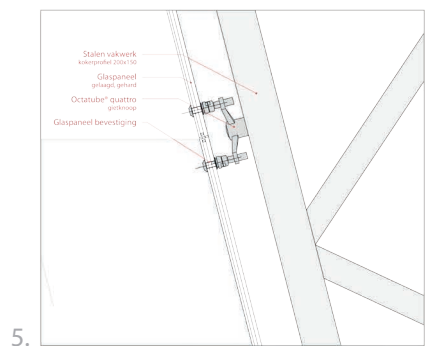 Stalen vakwerk
kokerprofiel 200x150
Glaspaneel
gelaagd, gehard
Octatube® quattro
gietknoop
Glaspaneel bevestiging
5.